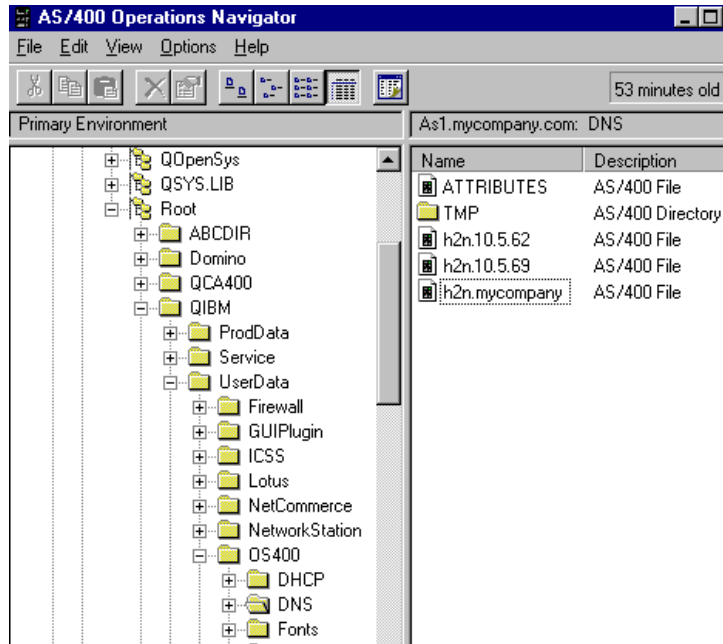 AS/400 Operations Navigator
File Edit View Options Help
53 minutes old
Primary Environment
As1.mycompany.com: DNS
QOpenSys
QSYS.LIB
Root
ABCDIR
Domino
QCA400
QIBM
ProdData
Service
UserData
Firewall
GUIPlugin
ICSS
Lotus
NetCommerce
NetworkStation
OS400
DHCP
DNS
Fonts
Name Description
ATTRIBUTES AS/400 File
TMP AS/400 Directory
h2n.10.5.62 AS/400 File
h2n.10.5.69 AS/400 File
h2n.mycompany AS/400 File